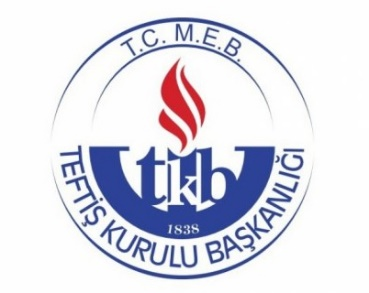 T.C. M.E.B.
tkb
1838
TEFTİŞ KURULU BAŞKANLIĞI